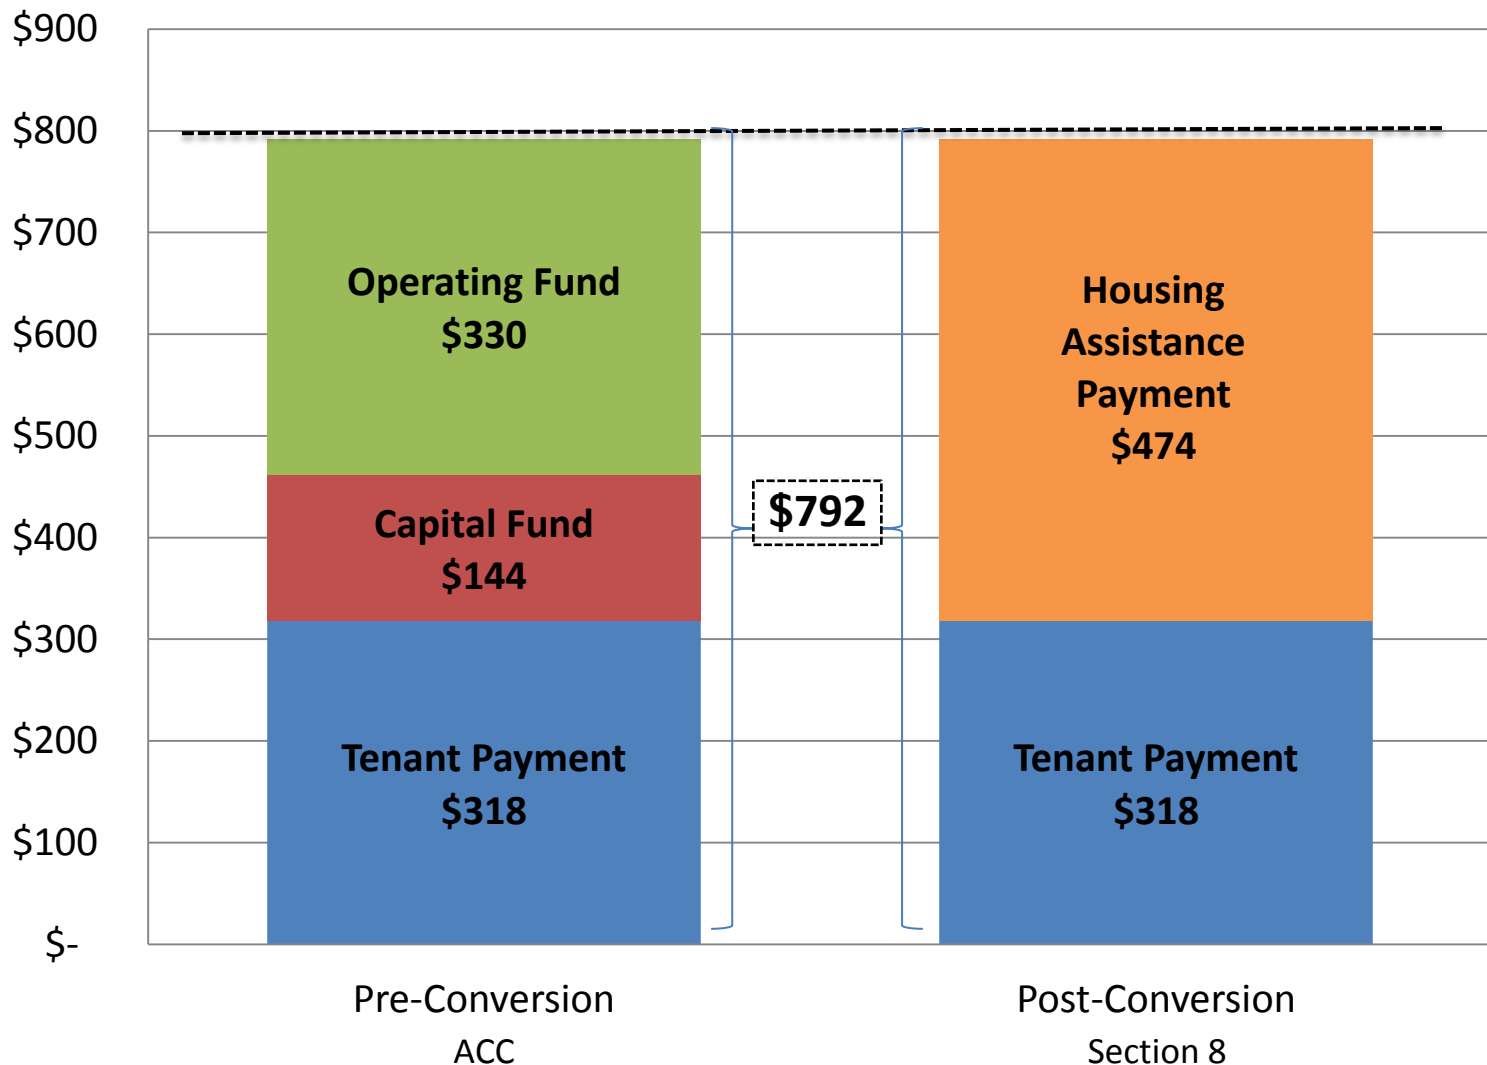 $900
$800
$700
$600
$500
$400
$300
$200
$100
$-
Operating Fund
$330
Capital Fund
$144
Tenant Payment
$318
$792
Housing
Assistance
Payment
$474
Tenant Payment
$318
Pre-Conversion
ACC
Post-Conversion
Section 8